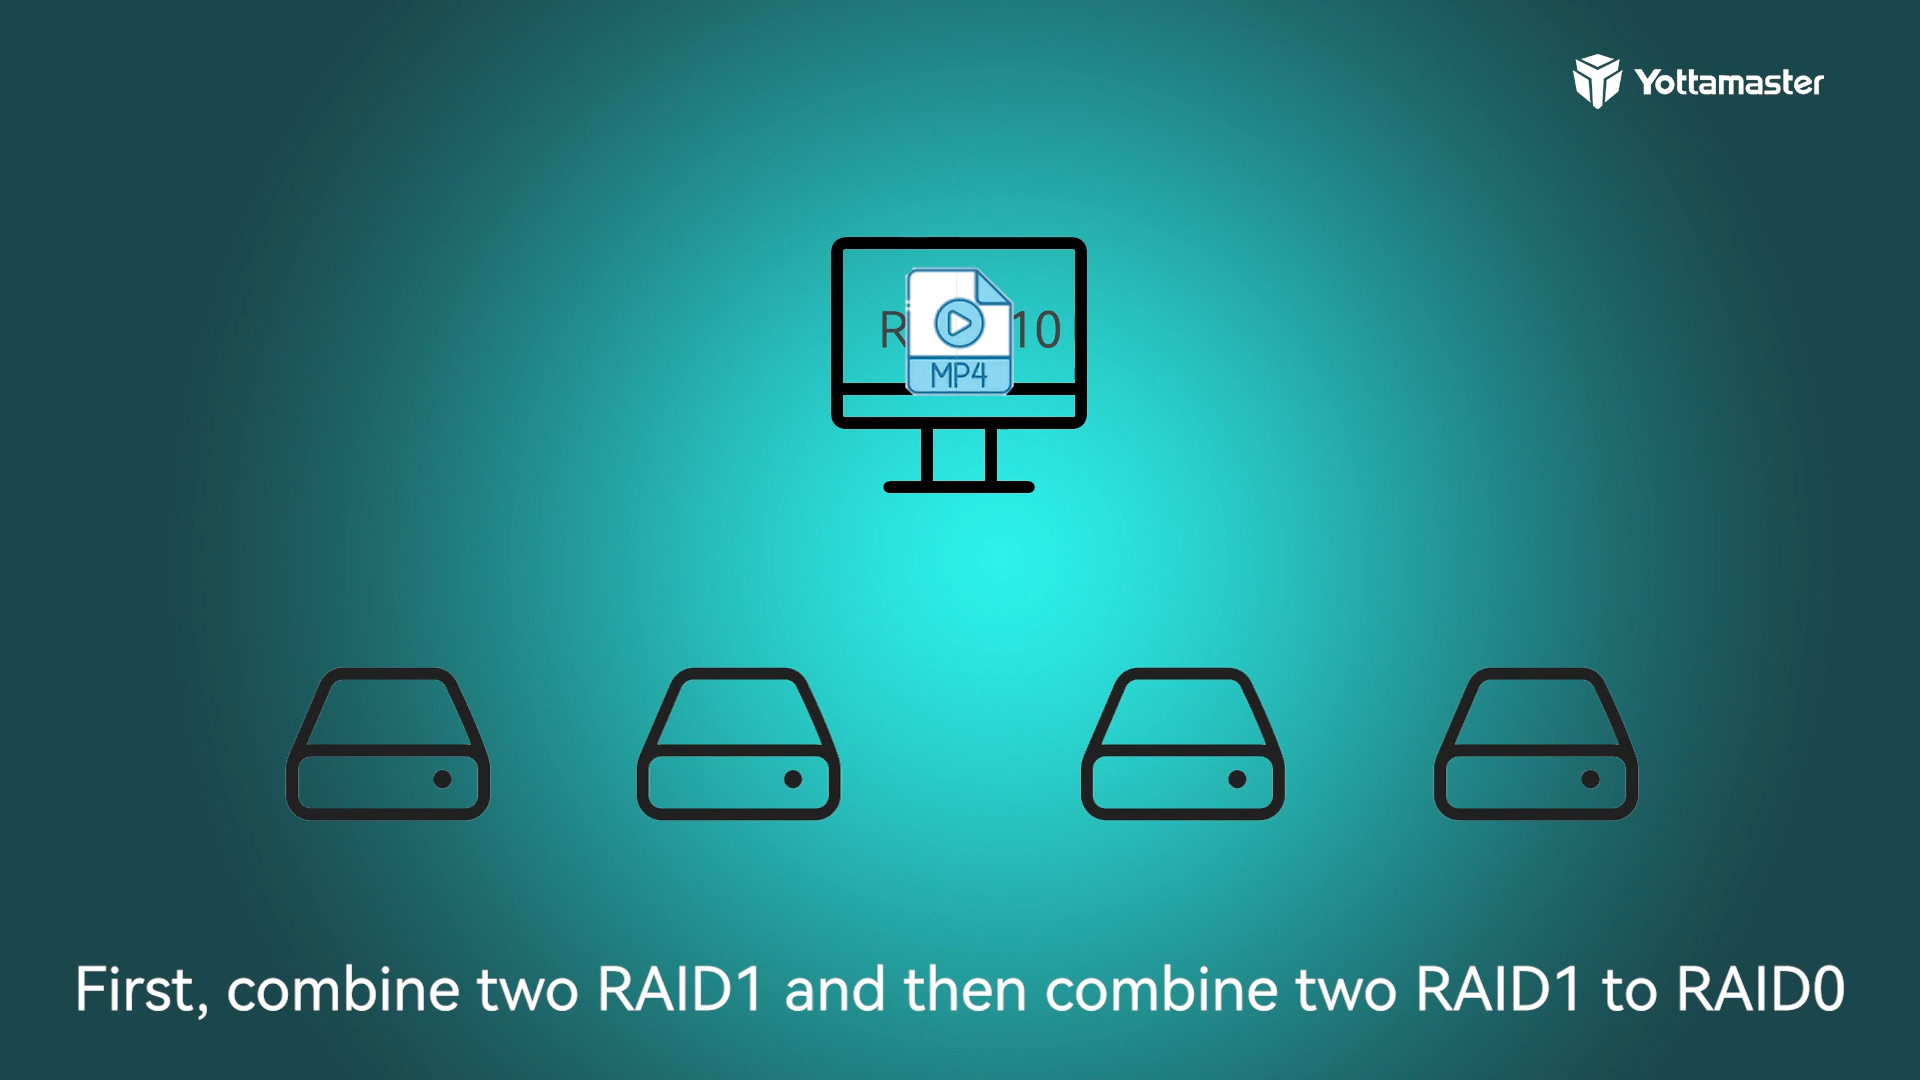 Yottamaster
R 10
MP4
First, combine two RAID1 and then combine two RAID1 to RAID0